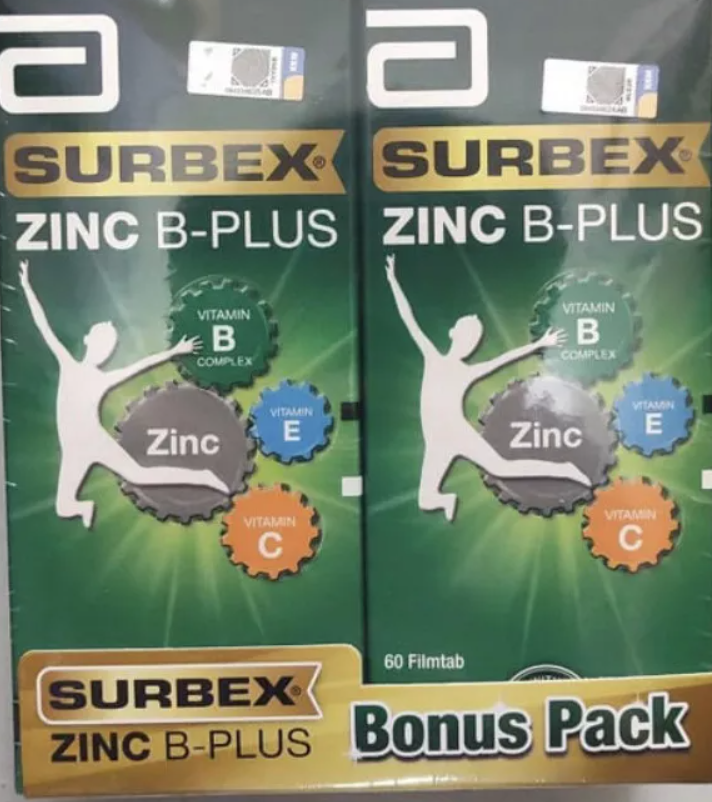 SURBEX®
ZINC B-PLUS
VITAMIN
B
COMPLEX
Zinc
VITAMIN
E
VITAMIN
C
SURBEX®
ZINC B-PLUS
VITAMIN
B
COMPLEX
Zinc
VITAMIN
E
VITAMIN
C
60 Filmtab
SURBEX®
ZINC B-PLUS
Bonus Pack